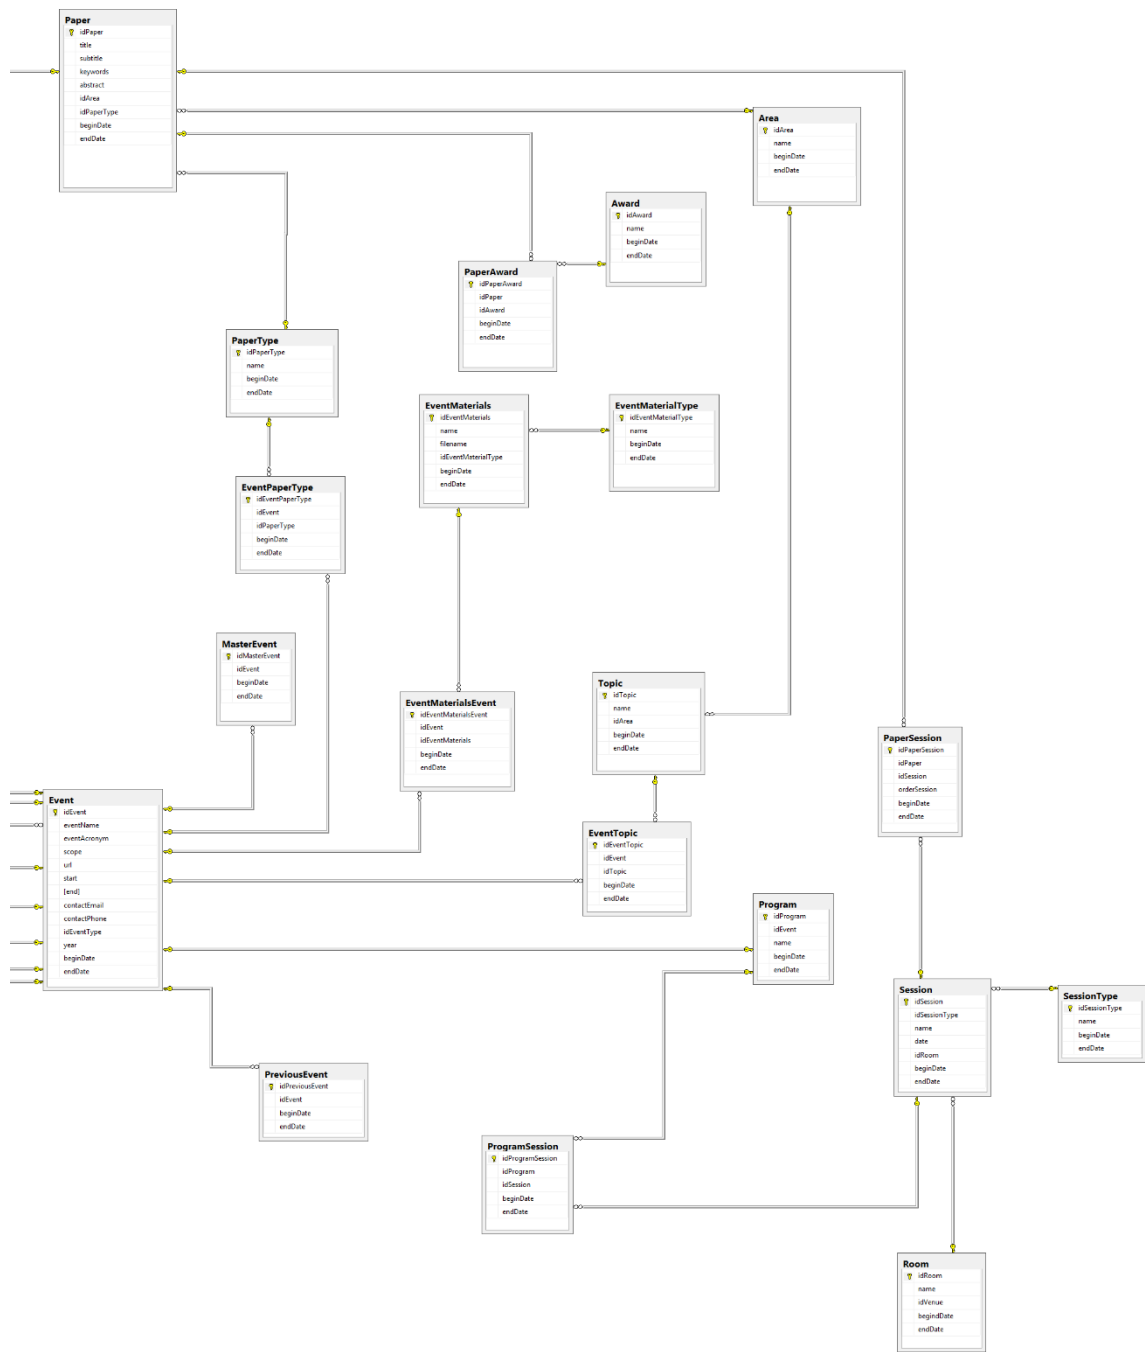 Paper
idPaper
title
subtitle
keywords
abstract
idArea
idPaperType
beginDate
endDate
Area
idArea
name
beginDate
endDate
Award
idAward
name
beginDate
endDate
PaperAward
idPaperAward
idPaper
idAward
beginDate
endDate
PaperType
idPaperType
name
beginDate
endDate
EventMaterials
idEventMaterials
name
filename
idEventMaterialType
beginDate
endDate
EventMaterialType
idEventMaterialType
name
beginDate
endDate
EventPaperType
idEventPaperType
idEvent
idPaperType
beginDate
endDate
MasterEvent
idMasterEvent
idEvent
beginDate
endDate
EventMaterialsEvent
idEventMaterialsEvent
idEvent
idEventMaterials
beginDate
endDate
Topic
idTopic
name
idArea
beginDate
endDate
PaperSession
idPaperSession
idPaper
idSession
orderSession
beginDate
endDate
Event
idEvent
eventName
eventAcronym
scope
url
start
[end]
contactEmail
contactPhone
idEventType
year
beginDate
endDate
EventTopic
idEventTopic
idEvent
idTopic
beginDate
endDate
Program
idProgram
idEvent
name
beginDate
endDate
Session
idSession
idSessionType
name
date
idRoom
beginDate
endDate
SessionType
idSessionType
name
beginDate
endDate
PreviousEvent
idPreviousEvent
idEvent
beginDate
endDate
ProgramSession
idProgramSession
idProgram
idSession
beginDate
endDate
Room
idRoom
name
idVenue
begindDate
endDate